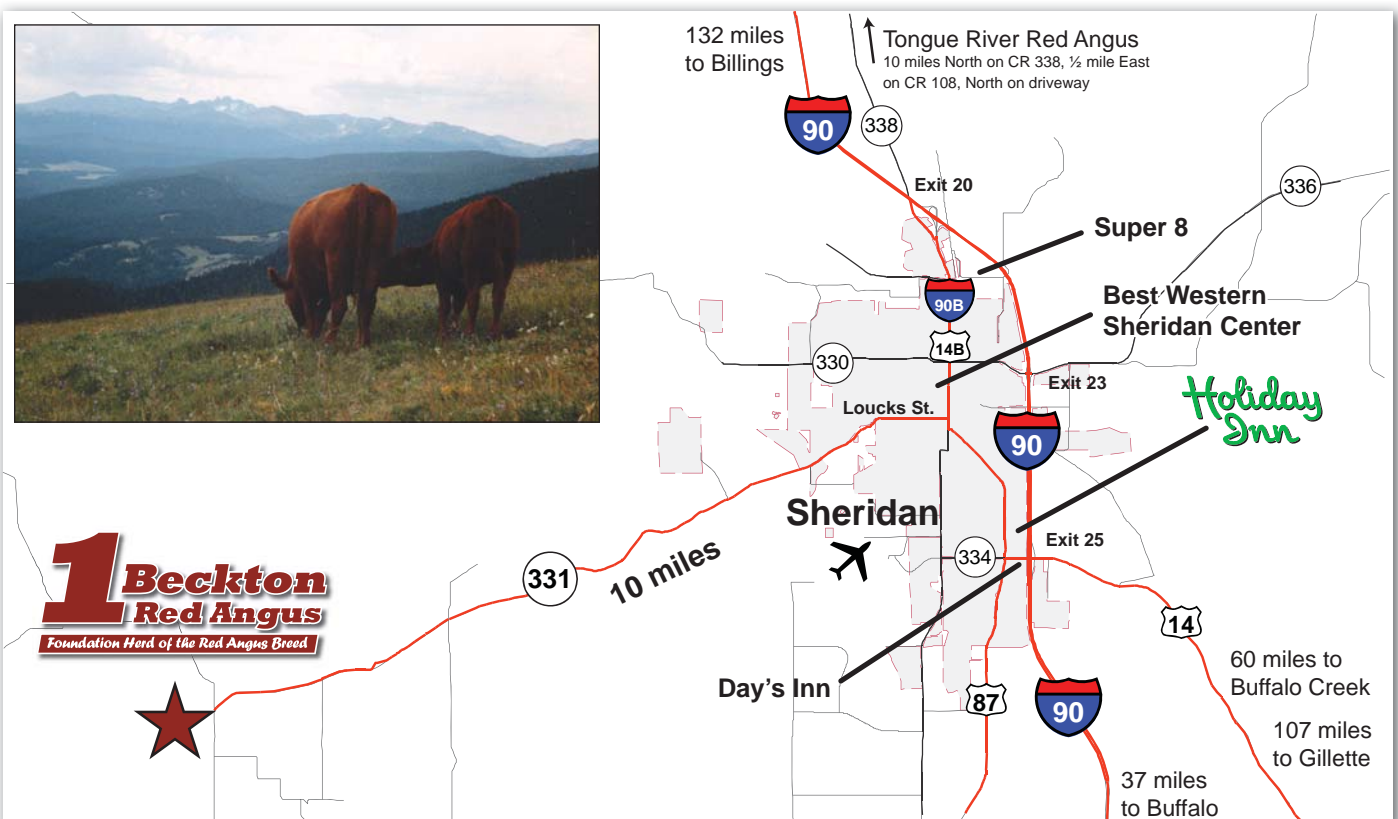 132 miles
to Billings
Tongue River Red Angus
10 miles North on CR 338, ½ mile East
on CR 108, North on driveway
90
338
336
Exit 20
Super 8
90B
Best Western
Sheridan Center
14B
330
Exit 23
Holiday
Inn
Loucks St.
90
Sheridan
Exit 25
334
10 miles
331
1 Beckton
Red Angus
Foundation Herd of the Red Angus Breed
14
60 miles to
Buffalo Creek
Day's Inn
87
90
107 miles
to Gillette
37 miles
to Buffalo